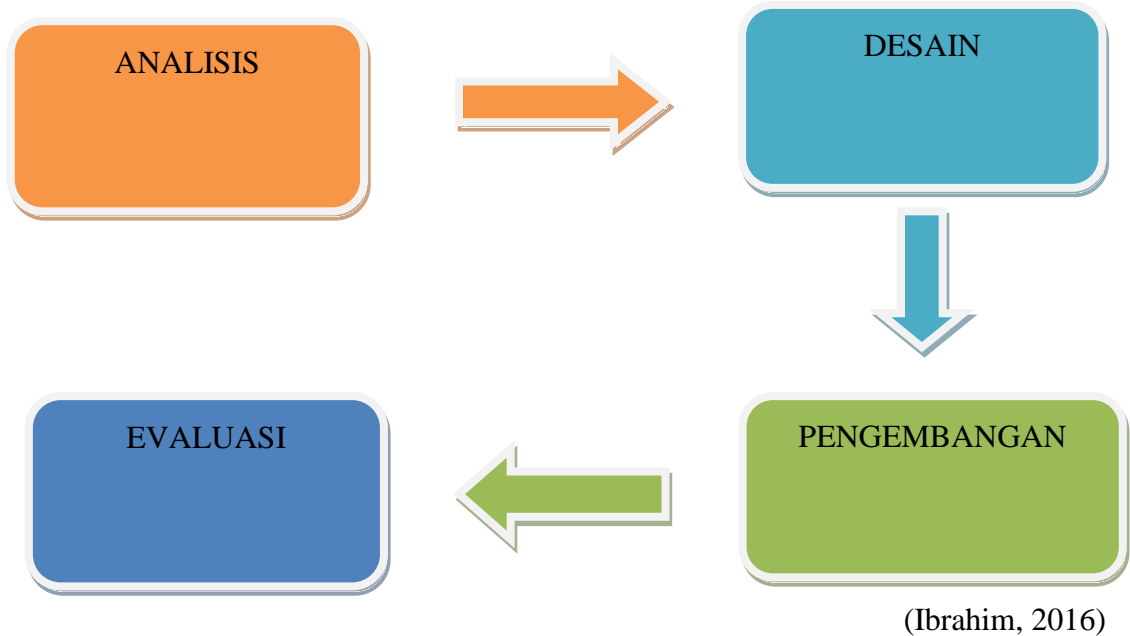 ANALISIS
DESAIN
PENGEMBANGAN
EVALUASI
(Ibrahim, 2016)